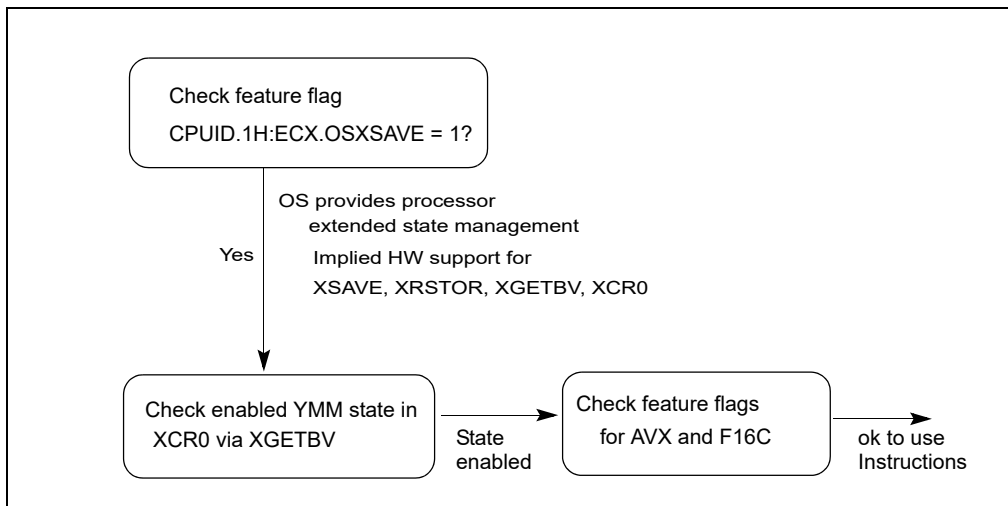 Check feature flag
CPUID.1H:ECX.OSXSAVE = 1?
OS provides processor
extended state management
Yes
Implied HW support for
XSAVE, XRSTOR, XGETBV, XCR0
Check enabled YMM state in
XCR0 via XGETBV
State
enabled
Check feature flags
for AVX and F16C
ok to use
Instructions